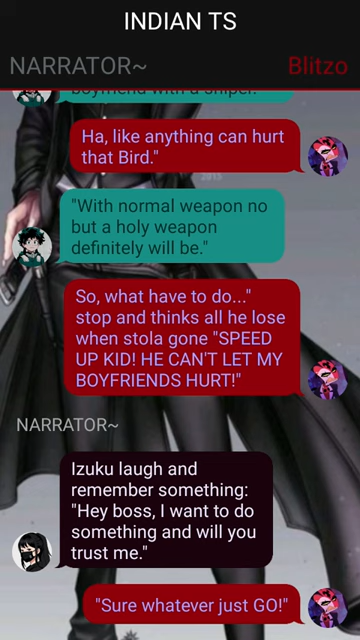 INDIAN TS
NARRATOR~
Blitzo
boyfriend with a sniper."
Ha, like anything can hurt
that Bird."
2015
"With normal weapon no
but a holy weapon
definitely will be."
So, what have to do..."
stop and thinks all he lose
when stola gone "SPEED
UP KID! HE CAN'T LET MY
BOYFRIENDS HURT!"
NARRATOR~
Izuku laugh and
remember something:
"Hey boss, I want to do
something and will you
trust me."
"Sure whatever just GO!"